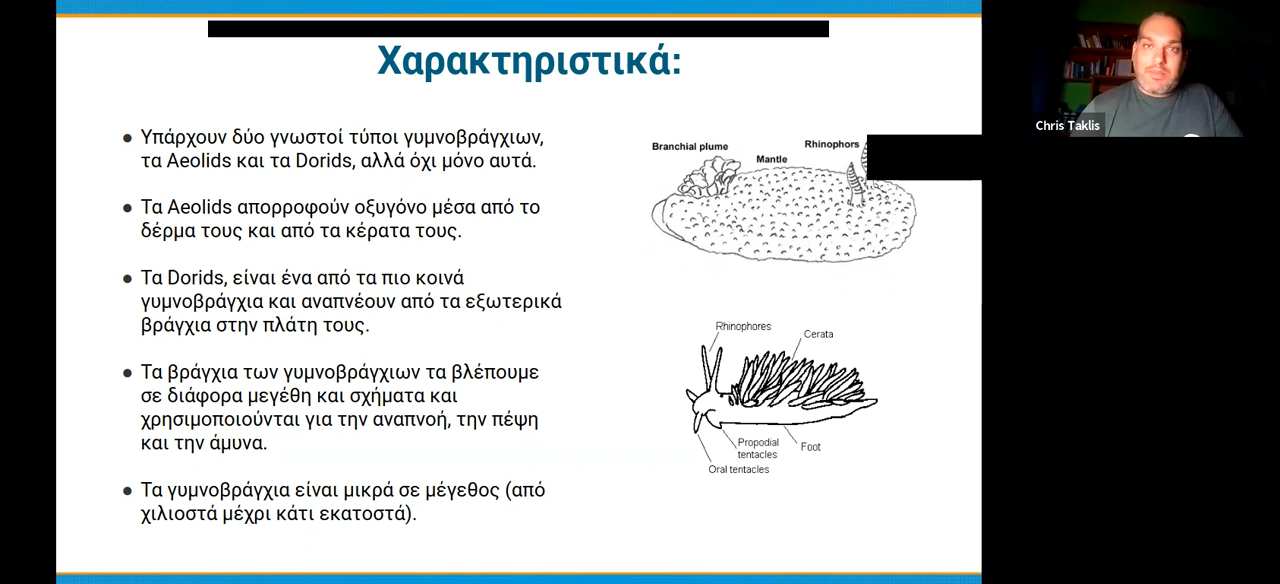 Χαρακτηριστικά:
● Υπάρχουν δύο γνωστοί τύποι γυμνοβράγχιων,
τα Aeolids και τα Dorids, αλλά όχι μόνο αυτά.
● Τα Aeolids απορροφούν οξυγόνο μέσα από το
δέρμα τους και από τα κέρατα τους.
● Τα Dorids, είναι ένα από τα πιο κοινά
γυμνοβράγχια και αναπνέουν από τα εξωτερικά
βράγχια στην πλάτη τους.
● Τα βράγχια των γυμνοβράγχιων τα βλέπουμε
σε διάφορα μεγέθη και σχήματα και
χρησιμοποιούνται για την αναπνοή, την πέψη
και την άμυνα.
● Τα γυμνοβράγχια είναι μικρά σε μέγεθος (από
χιλιοστά μέχρι κάτι εκατοστά).
Branchial plume
Mantle
Rhinophors
Rhinophores
Cerata
Propodial
tentacles
Foot
Oral tentacles
Chris Taklis